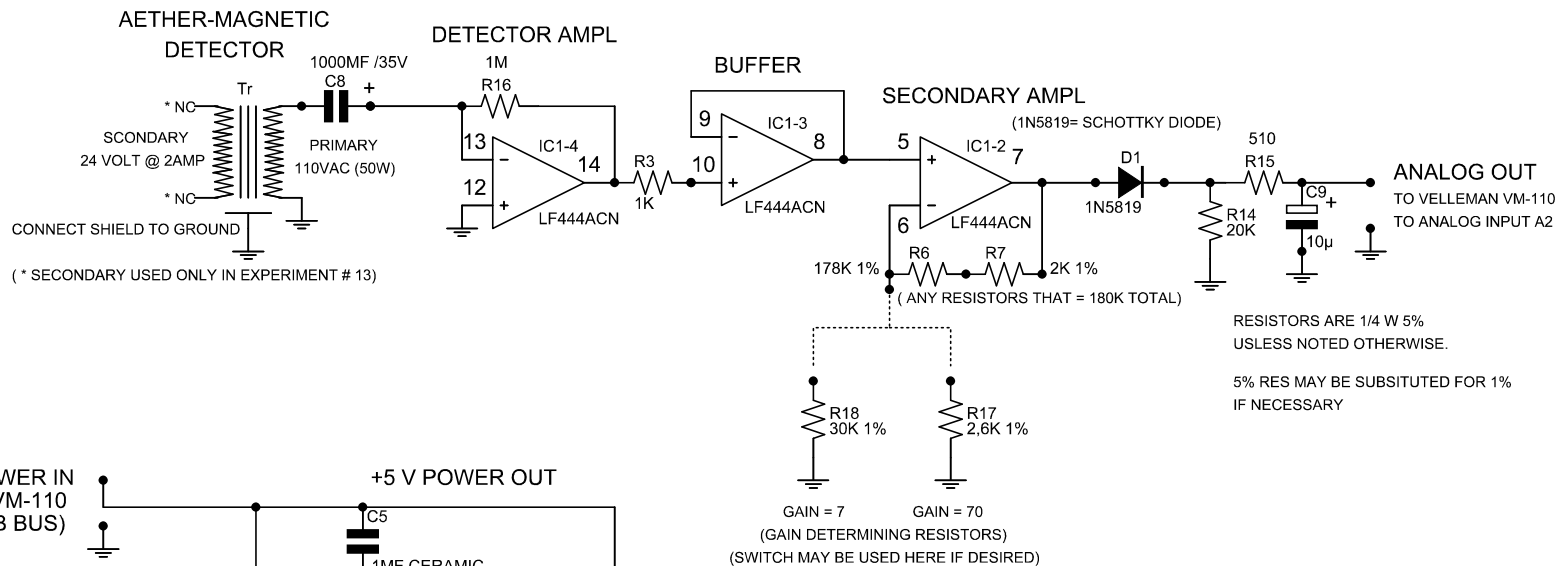 AETHER-MAGNETIC
DETECTOR
DETECTOR AMPL
BUFFER
SECONDARY AMPL
(1N5819= SCHOTTKY DIODE)
1000MF /35V
C8
+
Tr
* NC
* NC
SCONDARY
24 VOLT @ 2AMP
PRIMARY
110VAC (50W)
CONNECT SHIELD TO GROUND
( * SECONDARY USED ONLY IN EXPERIMENT # 13)
1M
R16
13
12
14
−
+
IC1-4
LF444ACN
R3
1K
9
10
8
−
+
IC1-3
LF444ACN
5
6
7
+
−
IC1-2
LF444ACN
178K 1%
R6
R7
2K 1%
( ANY RESISTORS THAT = 180K TOTAL)
D1
1N5819
510
R15
R14
20K
C9
+
10µ
ANALOG OUT
TO VELLEMAN VM-110
TO ANALOG INPUT A2
RESISTORS ARE 1/4 W 5%
USLESS NOTED OTHERWISE.
5% RES MAY BE SUBSITUTED FOR 1%
IF NECESSARY
R18
30K 1%
R17
2,6K 1%
GAIN = 7
GAIN = 70
(GAIN DETERMINING RESISTORS)
(SWITCH MAY BE USED HERE IF DESIRED)
WER IN
VM-110
B BUS)
+5 V POWER OUT
C5
1MF CERAMIC